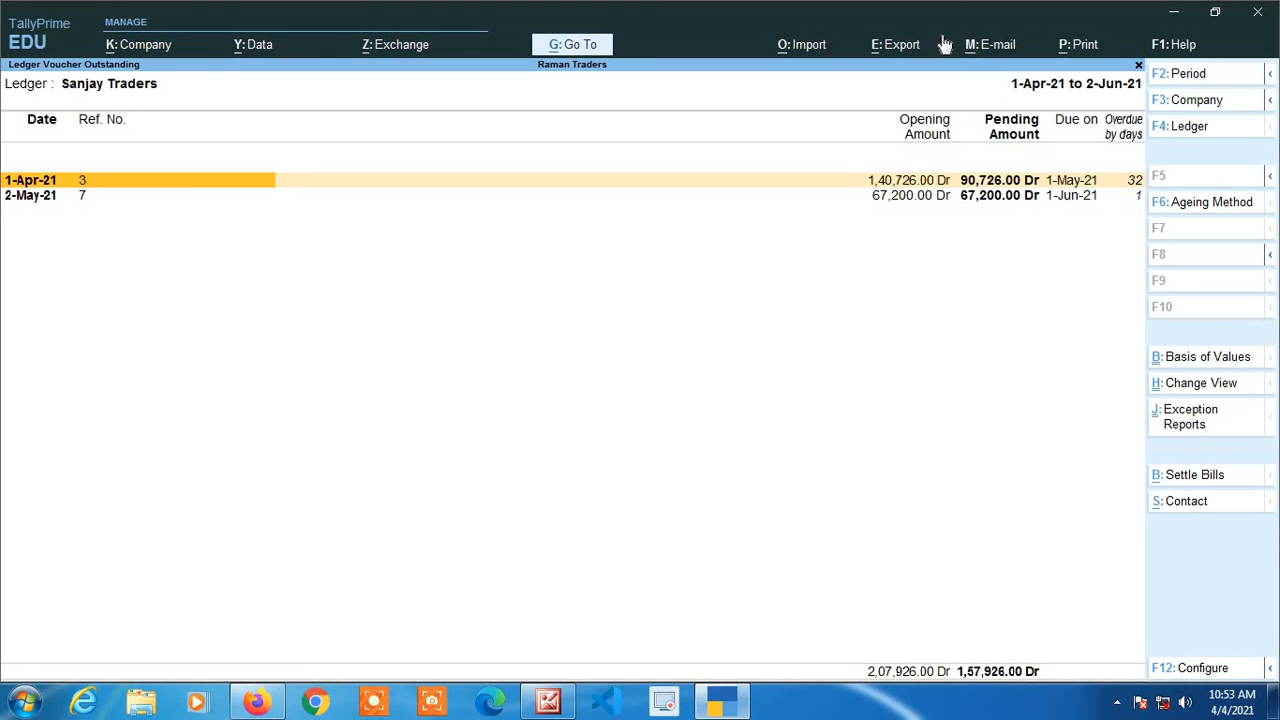 TallyPrime
EDU
MANAGE
K: Company
Y: Data
Z: Exchange
G: Go To
O: Import
E: Export
M: E-mail
P: Print
F1: Help
Ledger Voucher Outstanding
Raman Traders
Ledger : Sanjay Traders
1-Apr-21 to 2-Jun-21
Date
Ref. No.
Opening
Amount
Pending
Amount
Due on
Overdue
by days
1-Apr-21 3 1,40,726.00 Dr 90,726.00 Dr 1-May-21 32
2-May-21 7 67,200.00 Dr 67,200.00 Dr 1-Jun-21 1
2,07,926.00 Dr 1,57,926.00 Dr
F2: Period
F3: Company
F4: Ledger
F5
F6: Ageing Method
F7
F8
F9
F10
B: Basis of Values
H: Change View
J: Exception
Reports
B: Settle Bills
S: Contact
F12: Configure
10:53 AM
4/4/2021